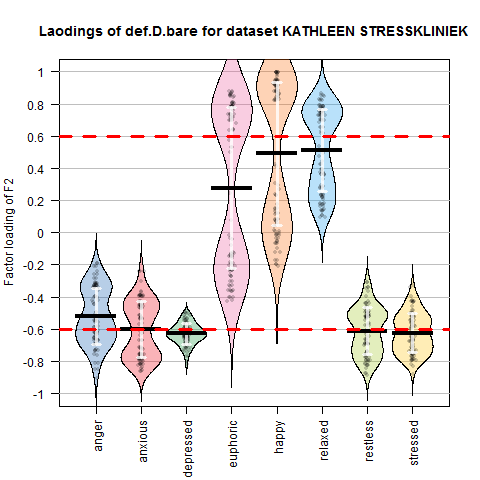 Laodings of def.D.bare for dataset KATHLEEN STRESSKLINIEK
Factor loading of F2
1
0.8
0.6
0.4
0.2
0
-0.2
-0.4
-0.6
-0.8
-1
anger
anxious
depressed
euphoric
happy
relaxed
restless
stressed